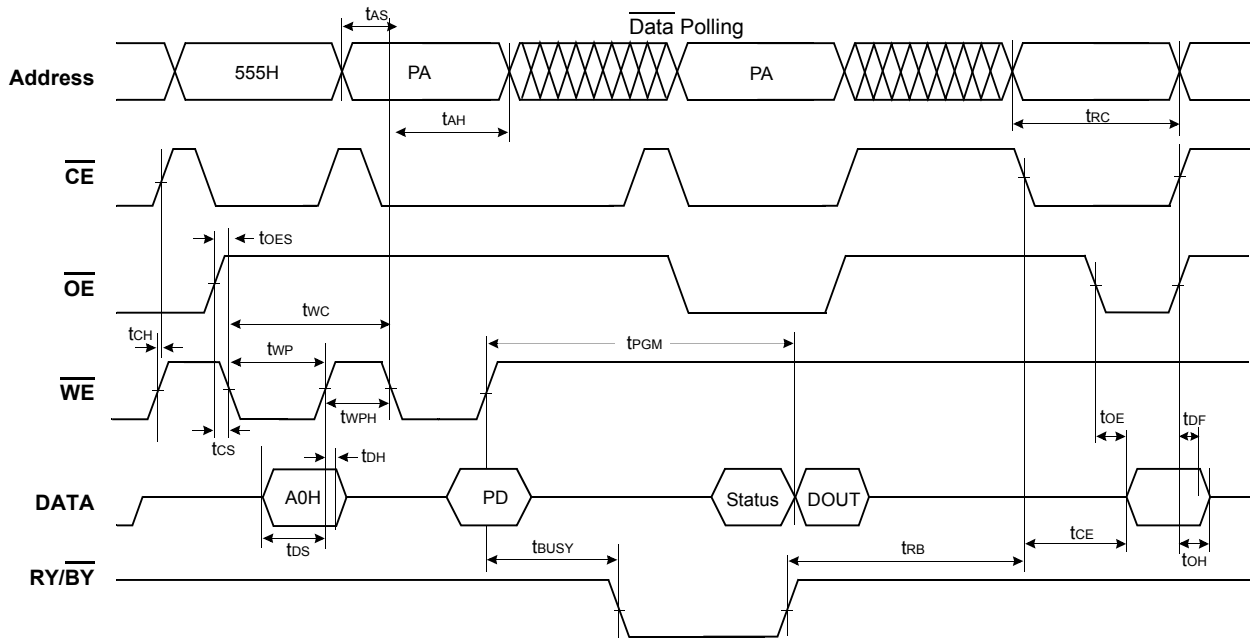 tAS
Data Polling
Address
555H
PA
PA
tAH
tRC
CE
tOES
OE
tWC
tCH
tWP
tPGM
WE
tWPH
tOE
tDF
tCS
tDH
DATA
A0H
PD
Status
DOUT
tDS
tBUSY
tRB
tCE
tOH
RY/BY